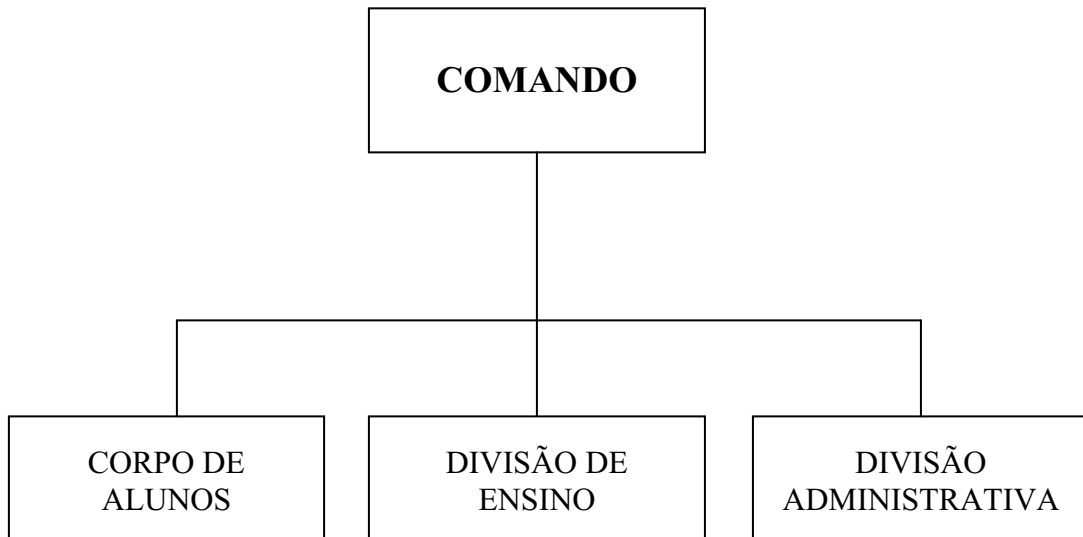 COMANDO
CORPO DE
ALUNOS
DIVISÃO DE
ENSINO
DIVISÃO
ADMINISTRATIVA